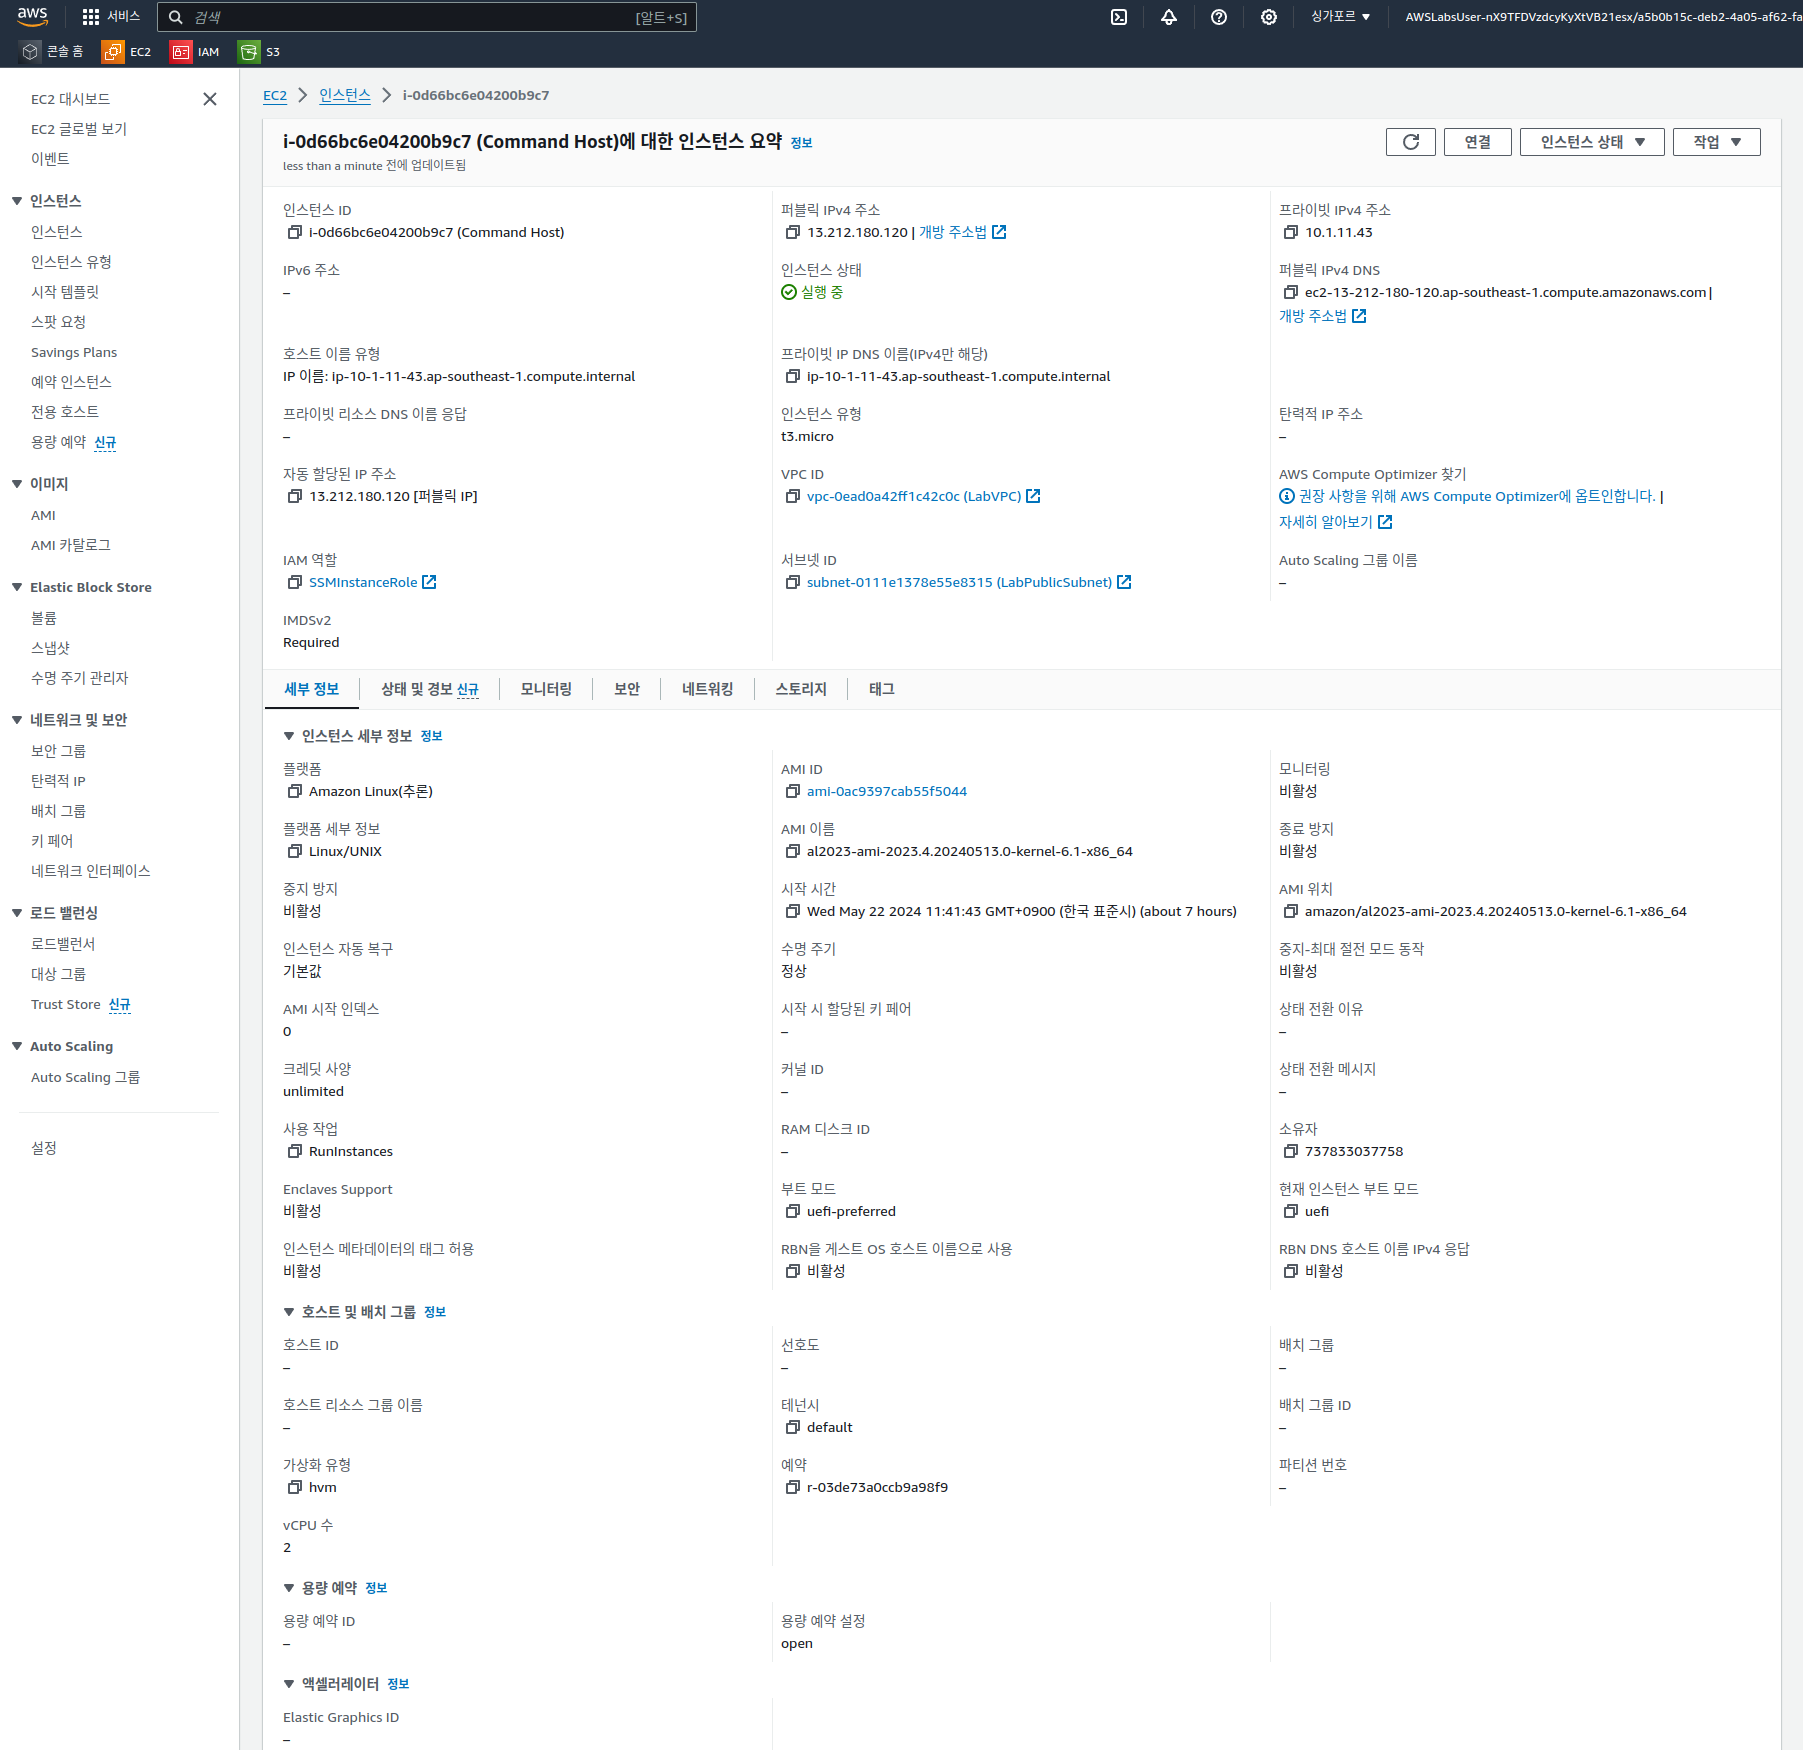 aws
서비스
검색
[알트+S]
싱가포르
AWSLabsUser-nX9TFDVzdcyKyXtVB21esx/a5b0b15c-deb2-4a05-af62-fa
콘솔 홈
EC2
IAM
S3
EC2 대시보드
EC2 글로벌 보기
이벤트
인스턴스
인스턴스
인스턴스 유형
시작 템플릿
스팟 요청
Savings Plans
예약 인스턴스
전용 호스트
용량 예약 신규
이미지
AMI
AMI 카탈로그
Elastic Block Store
볼륨
스냅샷
수명 주기 관리자
네트워크 및 보안
보안 그룹
탄력적 IP
배치 그룹
키 페어
네트워크 인터페이스
로드 밸런싱
로드밸런서
대상 그룹
Trust Store 신규
Auto Scaling
Auto Scaling 그룹
설정
EC2
인스턴스
i-0d66bc6e04200b9c7
i-0d66bc6e04200b9c7 (Command Host)에 대한 인스턴스 요약 정보
less than a minute 전에 업데이트됨
연결
인스턴스 상태
작업
인스턴스 ID
i-0d66bc6e04200b9c7 (Command Host)
퍼블릭 IPv4 주소
13.212.180.120 | 개방 주소법
프라이빗 IPv4 주소
10.1.11.43
IPv6 주소
–
인스턴스 상태
실행 중
퍼블릭 IPv4 DNS
ec2-13-212-180-120.ap-southeast-1.compute.amazonaws.com |
개방 주소법
호스트 이름 유형
IP 이름: ip-10-1-11-43.ap-southeast-1.compute.internal
프라이빗 IP DNS 이름(IPv4만 해당)
ip-10-1-11-43.ap-southeast-1.compute.internal
프라이빗 리소스 DNS 이름 응답
–
인스턴스 유형
t3.micro
탄력적 IP 주소
–
자동 할당된 IP 주소
13.212.180.120 [퍼블릭 IP]
VPC ID
vpc-0ead0a42ff1c42c0c (LabVPC)
AWS Compute Optimizer 찾기
권장 사항을 위해 AWS Compute Optimizer에 옵트인합니다. |
자세히 알아보기
IAM 역할
SSMInstanceRole
서브넷 ID
subnet-0111e1378e55e8315 (LabPublicSubnet)
Auto Scaling 그룹 이름
–
IMDSv2
Required
세부 정보
상태 및 경보 신규
모니터링
보안
네트워킹
스토리지
태그
인스턴스 세부 정보 정보
플랫폼
Amazon Linux(추론)
AMI ID
ami-0ac9397cab55f5044
모니터링
비활성
플랫폼 세부 정보
Linux/UNIX
AMI 이름
al2023-ami-2023.4.20240513.0-kernel-6.1-x86_64
종료 방지
비활성
중지 방지
비활성
시작 시간
Wed May 22 2024 11:41:43 GMT+0900 (한국 표준시) (about 7 hours)
AMI 위치
amazon/al2023-ami-2023.4.20240513.0-kernel-6.1-x86_64
인스턴스 자동 복구
기본값
수명 주기
정상
중지-최대 절전 모드 동작
비활성
AMI 시작 인덱스
0
시작 시 할당된 키 페어
–
상태 전환 이유
–
크레딧 사양
unlimited
커널 ID
–
상태 전환 메시지
–
사용 작업
RunInstances
RAM 디스크 ID
–
소유자
737833037758
Enclaves Support
비활성
부트 모드
uefi-preferred
현재 인스턴스 부트 모드
uefi
인스턴스 메타데이터의 태그 허용
비활성
RBN을 게스트 OS 호스트 이름으로 사용
비활성
RBN DNS 호스트 이름 IPv4 응답
비활성
호스트 및 배치 그룹 정보
호스트 ID
–
선호도
–
배치 그룹
–
호스트 리소스 그룹 이름
–
테넌시
default
배치 그룹 ID
–
가상화 유형
hvm
예약
r-03de73a0ccb9a98f9
파티션 번호
–
vCPU 수
2
용량 예약 정보
용량 예약 ID
–
용량 예약 설정
open
액셀러레이터 정보
Elastic Graphics ID
–